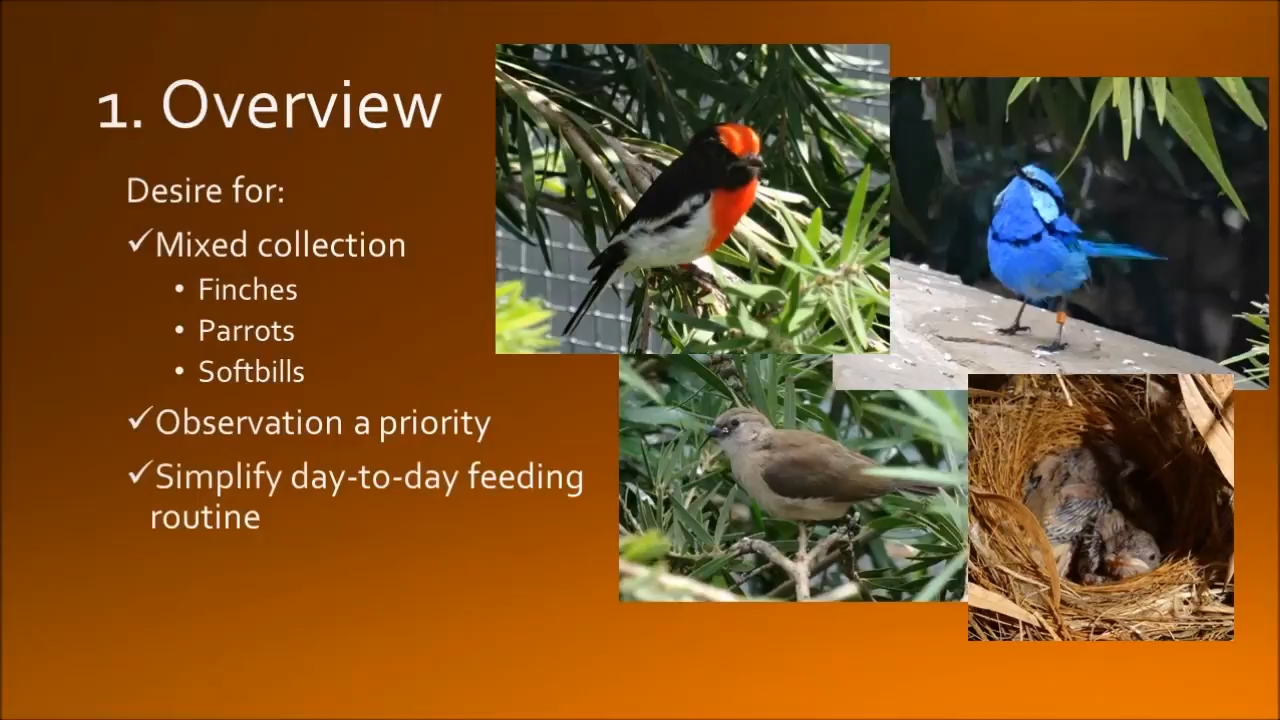 1. Overview
Desire for:
✓Mixed collection
• Finches
• Parrots
• Softbills
✓Observation a priority
✓Simplify day-to-day feeding
routine